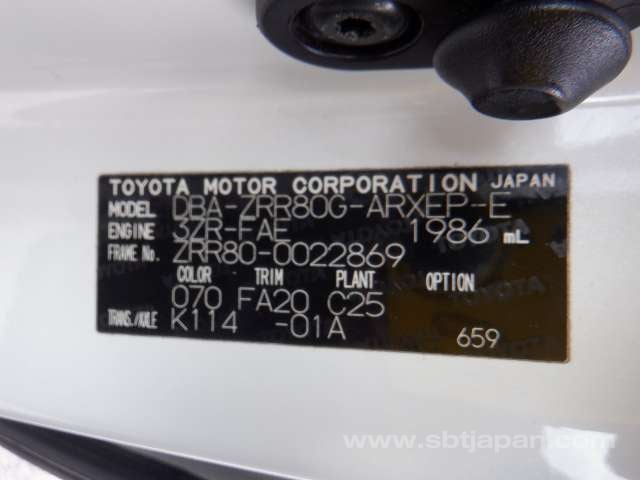 TOYOTA MOTOR CORPORATION JAPAN
MODEL DBA-ZRR80G-ARXEP-E
ENGINE 3ZR-FAE 1986 mL
FRAME No. ZRR80-0022869
COLOR TRIM PLANT OPTION
070 FA20 C25
TRANS./AXLE K114 -01A
659
www.sbtjapan.com